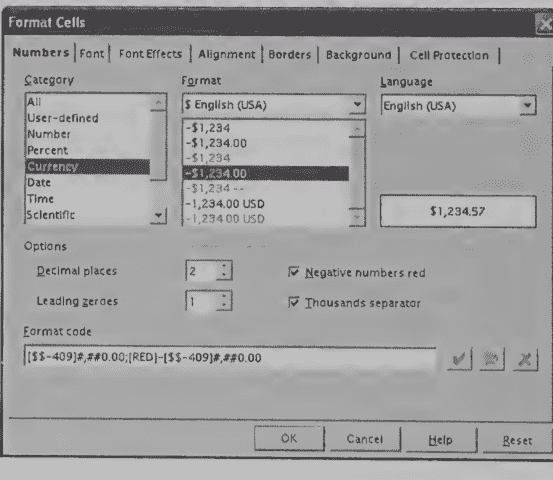 Format Cells
Numbers Font Font Effects Alignment Borders Background Cell Protection
Category
All
User-defined
Number
Percent
Currency
Date
Time
Scientific
Format
$ English (USA)
-$1,234
-$1,234.00
-$1,234
-$1,234.00
-$1,234 --
-1,234.00 USD
-1,234.00 USD
Language
English (USA)
$1,234.57
Options
Decimal places 2
Leading zeroes 1
Negative numbers red
Thousands separator
Format code
[$$-409]#,##0.00;[RED]-[$$-409]#,##0.00
OK Cancel Help Reset